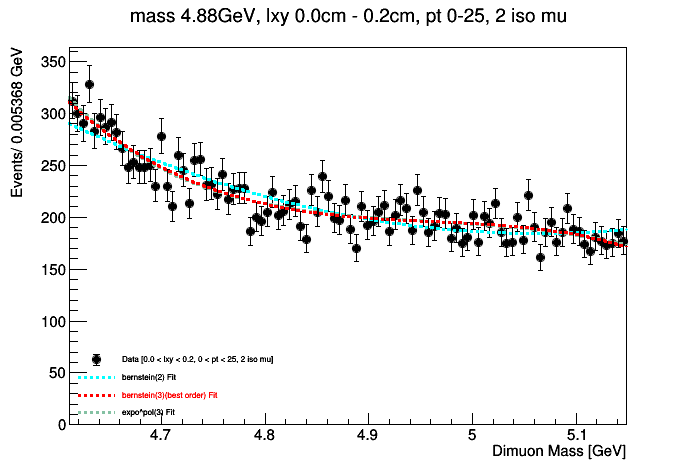 mass 4.88GeV, lxy 0.0cm - 0.2cm, pt 0-25, 2 iso mu
Events/ 0.005368 GeV
350
300
250
200
150
100
50
0
Data [0.0 < lxy < 0.2, 0 < pt < 25, 2 iso mu]
bernstein(2) Fit
bernstein(3)(best order) Fit
expo^pol(3) Fit
4.7 4.8 4.9 5 5.1
Dimuon Mass [GeV]